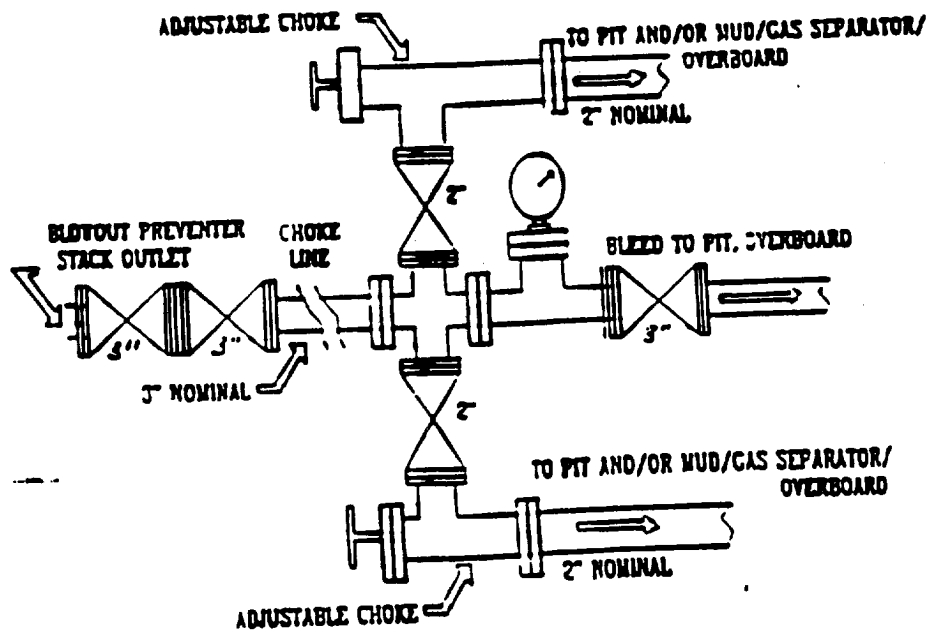 ADJUSTABLE CHOKE
TO PIT AND/OR MUD/GAS SEPARATOR/
OVERBOARD
2" NOMINAL
2"
BLOWOUT PREVENTER
STACK OUTLET
CHOKE
LINE
BLEED TO PIT, OVERBOARD
3"
3"
3"
3" NOMINAL
2"
TO PIT AND/OR MUD/GAS SEPARATOR/
OVERBOARD
2" NOMINAL
ADJUSTABLE CHOKE